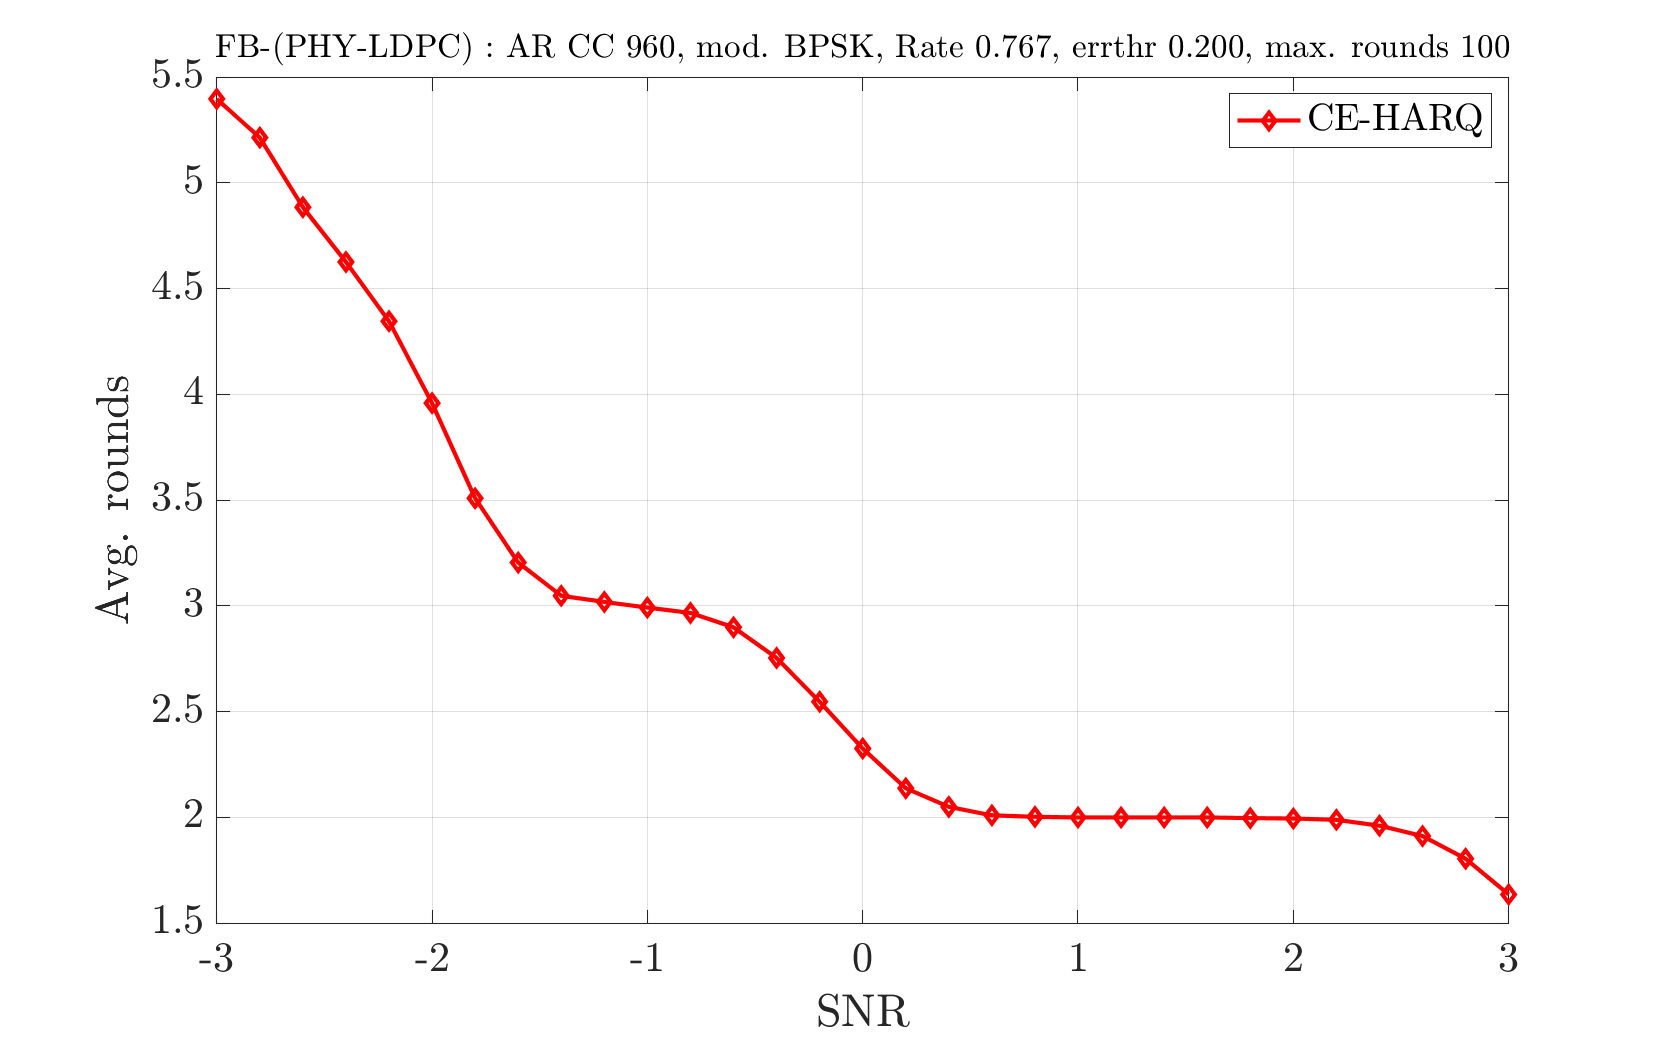 FB-(PHY-LDPC) : AR CC 960, mod. BPSK, Rate 0.767, errthr 0.200, max. rounds 100
CE-HARQ
5.5
5
4.5
4
3.5
3
2.5
2
1.5
Avg. rounds
-3 -2 -1 0 1 2 3
SNR